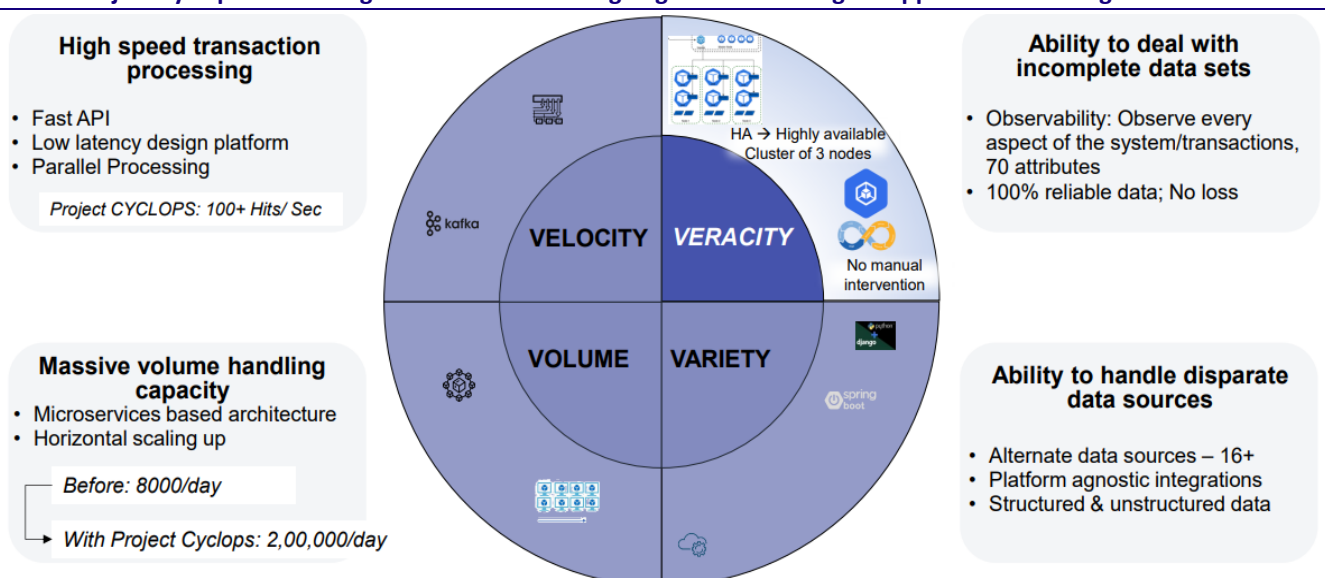 High speed transaction
processing
• Fast API
• Low latency design platform
• Parallel Processing
Project CYCLOPS: 100+ Hits/ Sec
Massive volume handling
capacity
• Microservices based architecture
• Horizontal scaling up
Before: 8000/day
With Project Cyclops: 2,00,000/day
kafka
VELOCITY
VERACITY
VOLUME
VARIETY
HA → Highly available
Cluster of 3 nodes
No manual
intervention
python
+
django
spring
boot
Ability to deal with
incomplete data sets
• Observability: Observe every
aspect of the system/transactions,
70 attributes
• 100% reliable data; No loss
Ability to handle disparate
data sources
• Alternate data sources – 16+
• Platform agnostic integrations
• Structured & unstructured data